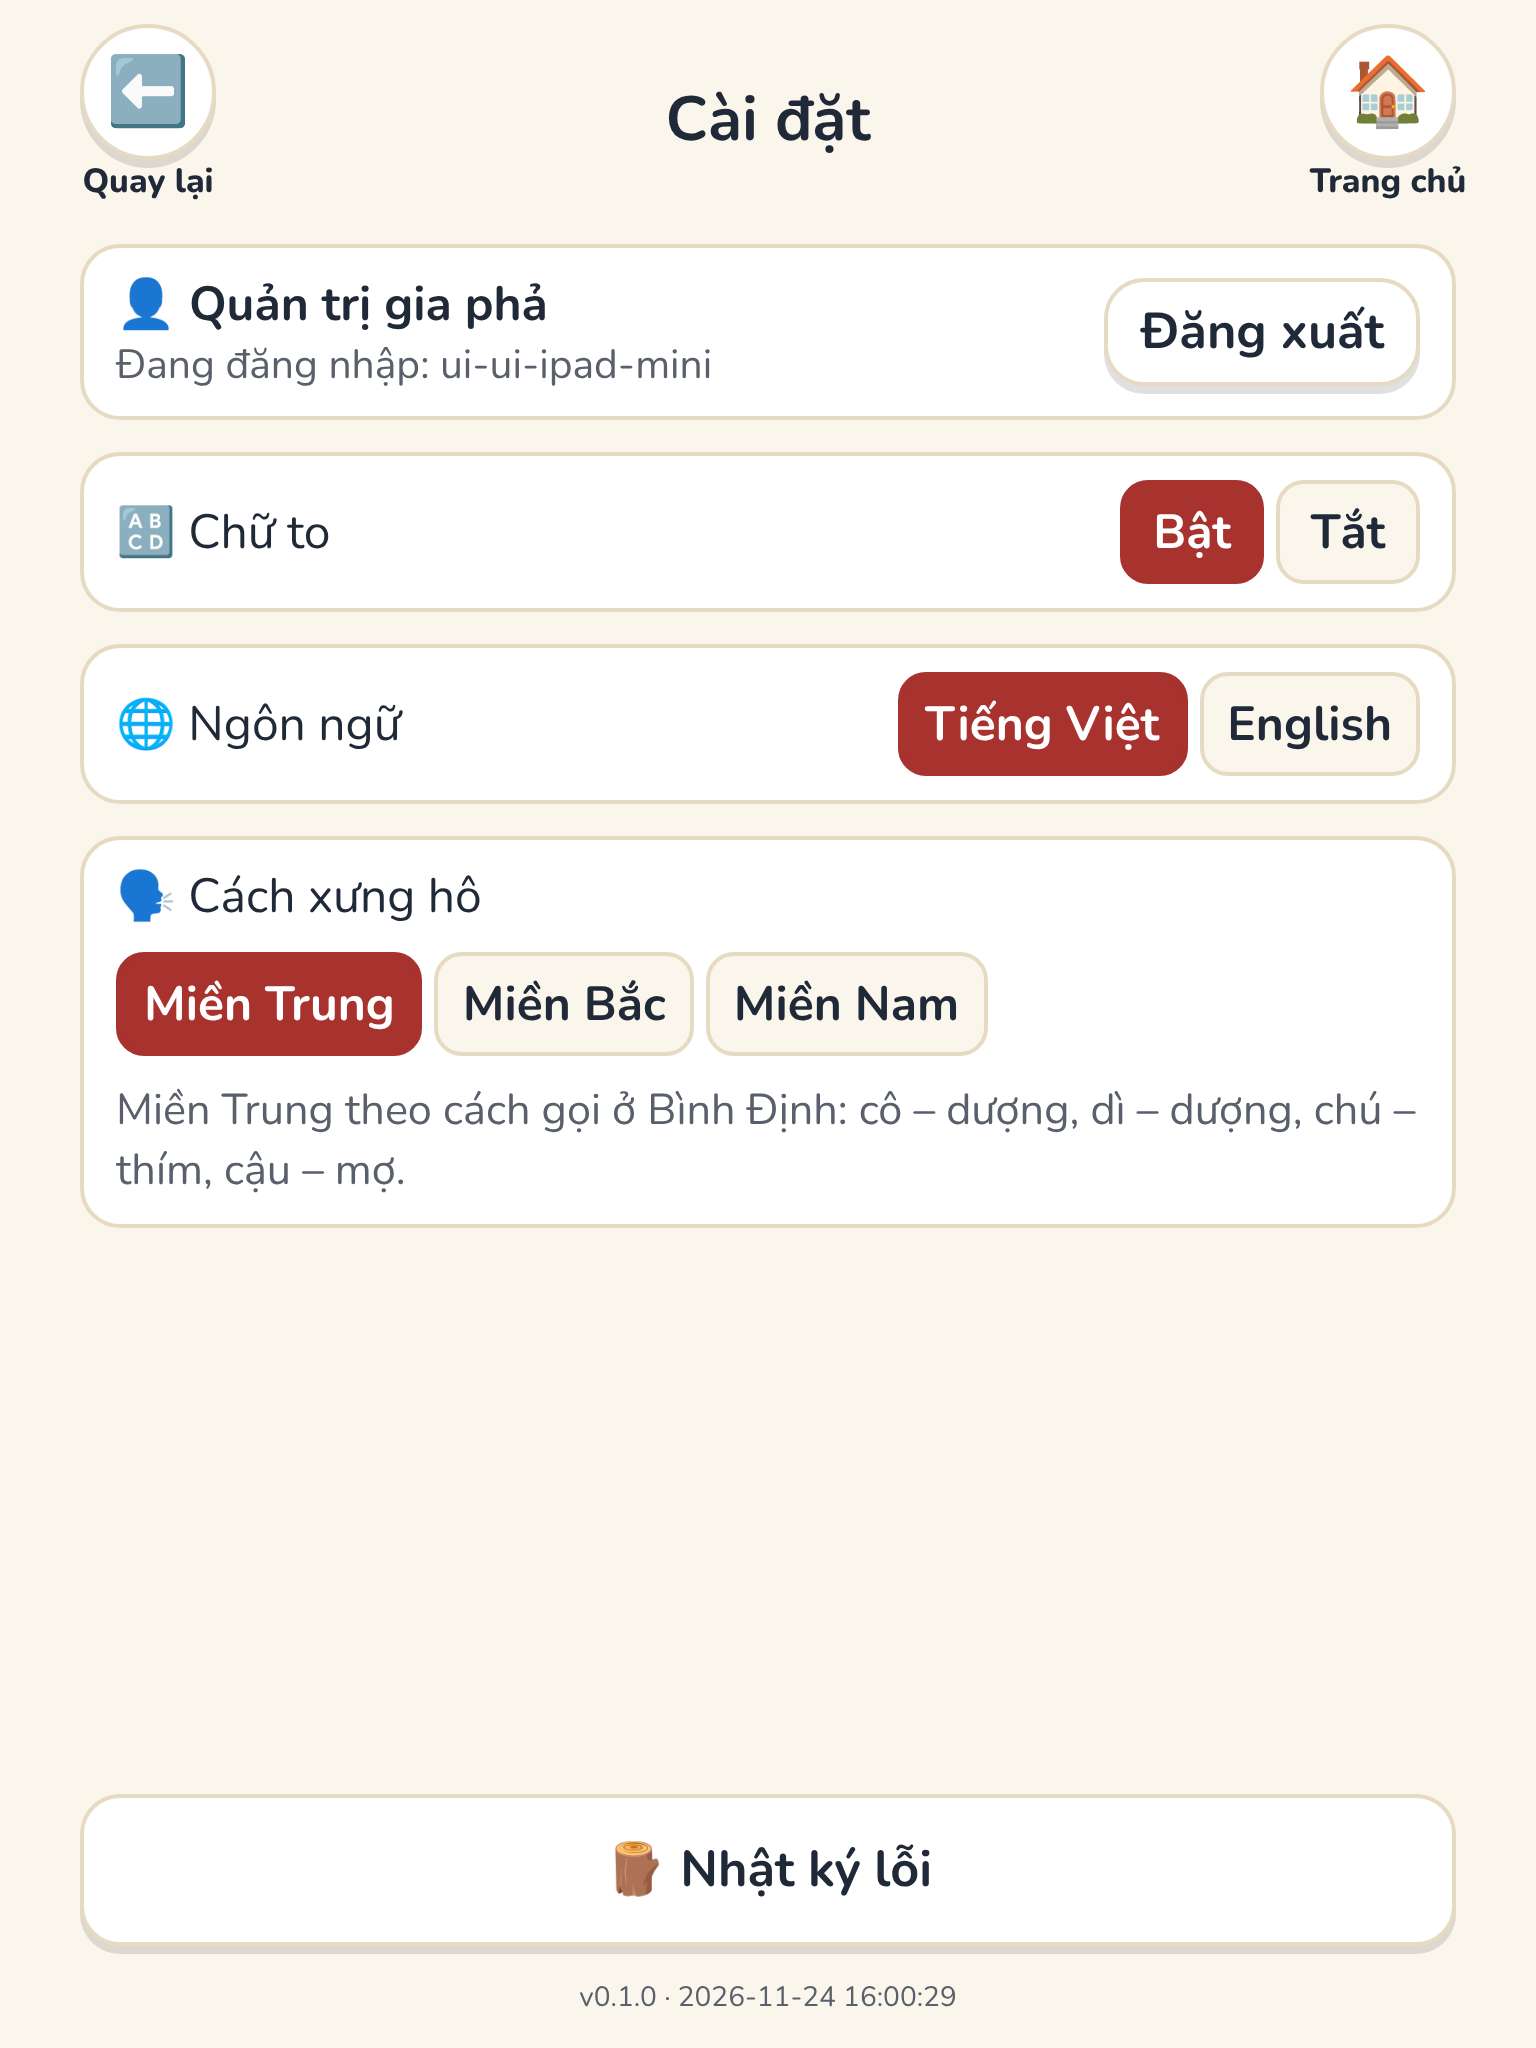 Cài đặt
Quay lại
Trang chủ
Quản trị gia phả
Đang đăng nhập: ui-ui-ipad-mini
Đăng xuất
Chữ to
Bật
Tắt
Ngôn ngữ
Tiếng Việt
English
Cách xưng hô
Miền Trung
Miền Bắc
Miền Nam
Miền Trung theo cách gọi ở Bình Định: cô – dượng, dì – dượng, chú –
thím, cậu – mợ.
Nhật ký lỗi
v0.1.0 · 2026-11-24 16:00:29